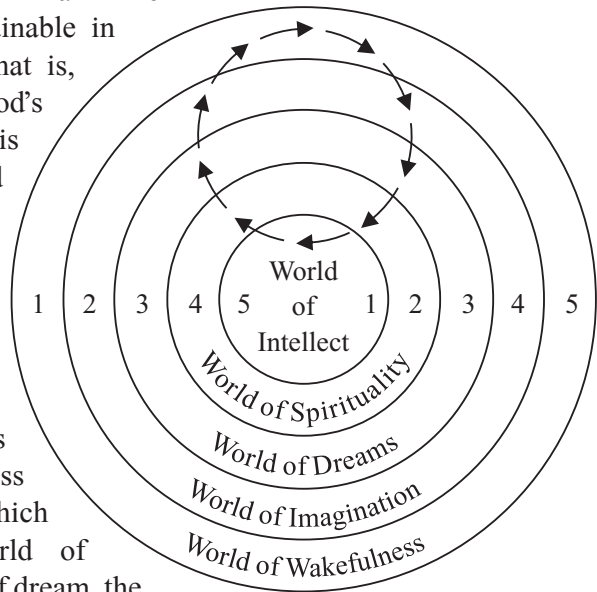 inable in
hat is,
od's
is
World
1 2 3 4 5 of 1 2 3 4 5
Intellect
World of Spirituality
World of Dreams
s
ss
World of Imagination
hich
rld of
World of Wakefulness
f dream, the